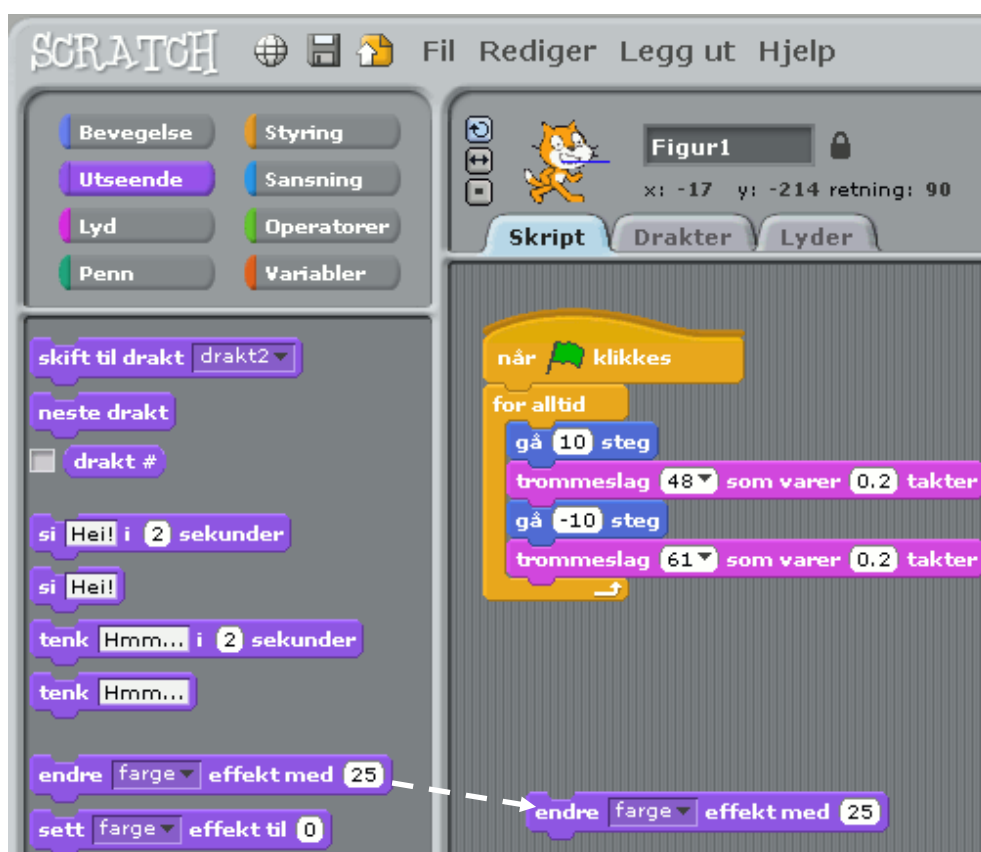 SCRATCH Fil Rediger Legg ut Hjelp
Bevegelse Styring
Utseende Sansning
Lyd Operatorer
Penn Variabler
Figur1
x: -17 y: -214 retning: 90
Skript Drakter Lyder
skift til drakt drakt2
neste drakt
drakt #
si Hei! i 2 sekunder
si Hei!
tenk Hmm... i 2 sekunder
tenk Hmm...
endre farge effekt med 25
sett farge effekt til 0
når klikkes
for alltid
gå 10 steg
trommeslag 48 som varer 0.2 takter
gå -10 steg
trommeslag 61 som varer 0.2 takter
endre farge effekt med 25